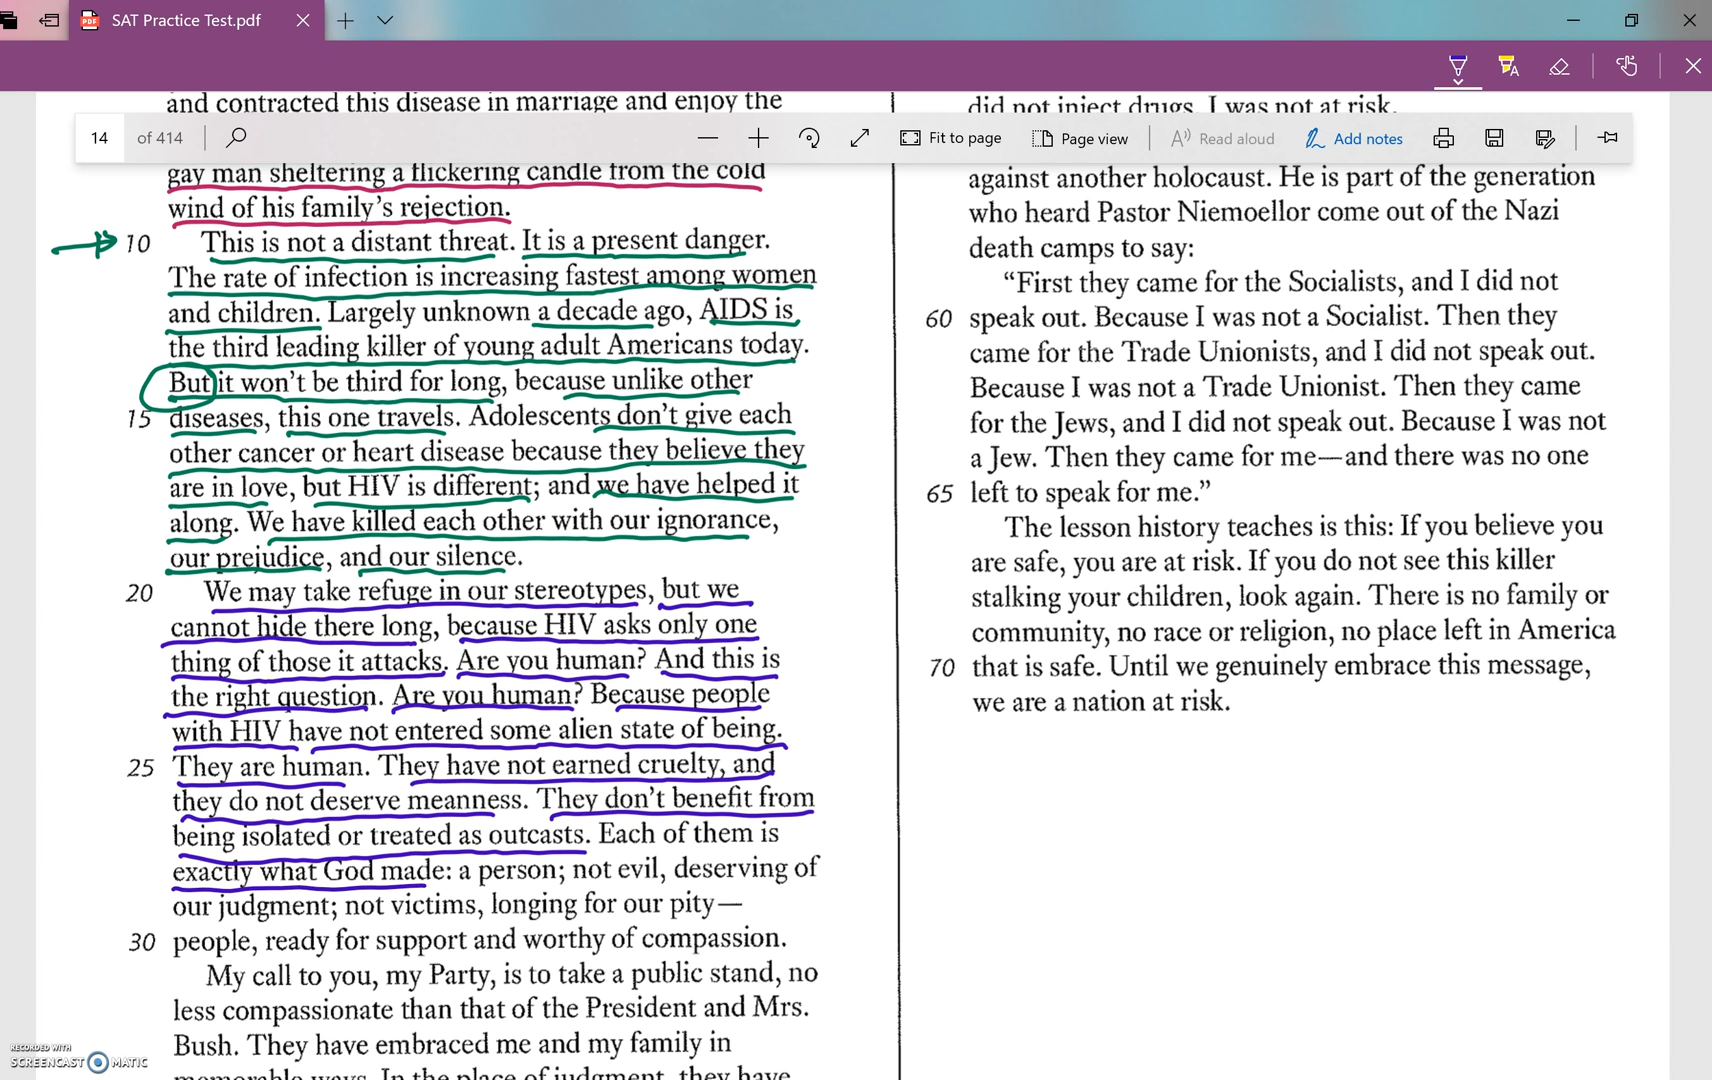 SAT Practice Test.pdf
and contracted this disease in marriage and enjoy the
14 of 414 Fit to page Page view Read aloud Add notes
gay man sheltering a flickering candle from the cold
wind of his family's rejection.
10 This is not a distant threat. It is a present danger.
The rate of infection is increasing fastest among women
and children. Largely unknown a decade ago, AIDS is
the third leading killer of young adult Americans today.
But it won't be third for long, because unlike other
15 diseases, this one travels. Adolescents don't give each
other cancer or heart disease because they believe they
are in love, but HIV is different; and we have helped it
along. We have killed each other with our ignorance,
our prejudice, and our silence.
20 We may take refuge in our stereotypes, but we
cannot hide there long, because HIV asks only one
thing of those it attacks. Are you human? And this is
the right question. Are you human? Because people
with HIV have not entered some alien state of being.
25 They are human. They have not earned cruelty, and
they do not deserve meanness. They don't benefit from
being isolated or treated as outcasts. Each of them is
exactly what God made: a person; not evil, deserving of
our judgment; not victims, longing for our pity—
30 people, ready for support and worthy of compassion.
My call to you, my Party, is to take a public stand, no
less compassionate than that of the President and Mrs.
Bush. They have embraced me and my family in
memorable ways. In the place of judgment, they have
did not inject drugs. I was not at risk.
against another holocaust. He is part of the generation
who heard Pastor Niemoellor come out of the Nazi
death camps to say:
“First they came for the Socialists, and I did not
60 speak out. Because I was not a Socialist. Then they
came for the Trade Unionists, and I did not speak out.
Because I was not a Trade Unionist. Then they came
for the Jews, and I did not speak out. Because I was not
a Jew. Then they came for me—and there was no one
65 left to speak for me.”
The lesson history teaches is this: If you believe you
are safe, you are at risk. If you do not see this killer
stalking your children, look again. There is no family or
community, no race or religion, no place left in America
70 that is safe. Until we genuinely embrace this message,
we are a nation at risk.
RECORDED WITH
SCREENCAST MATIC